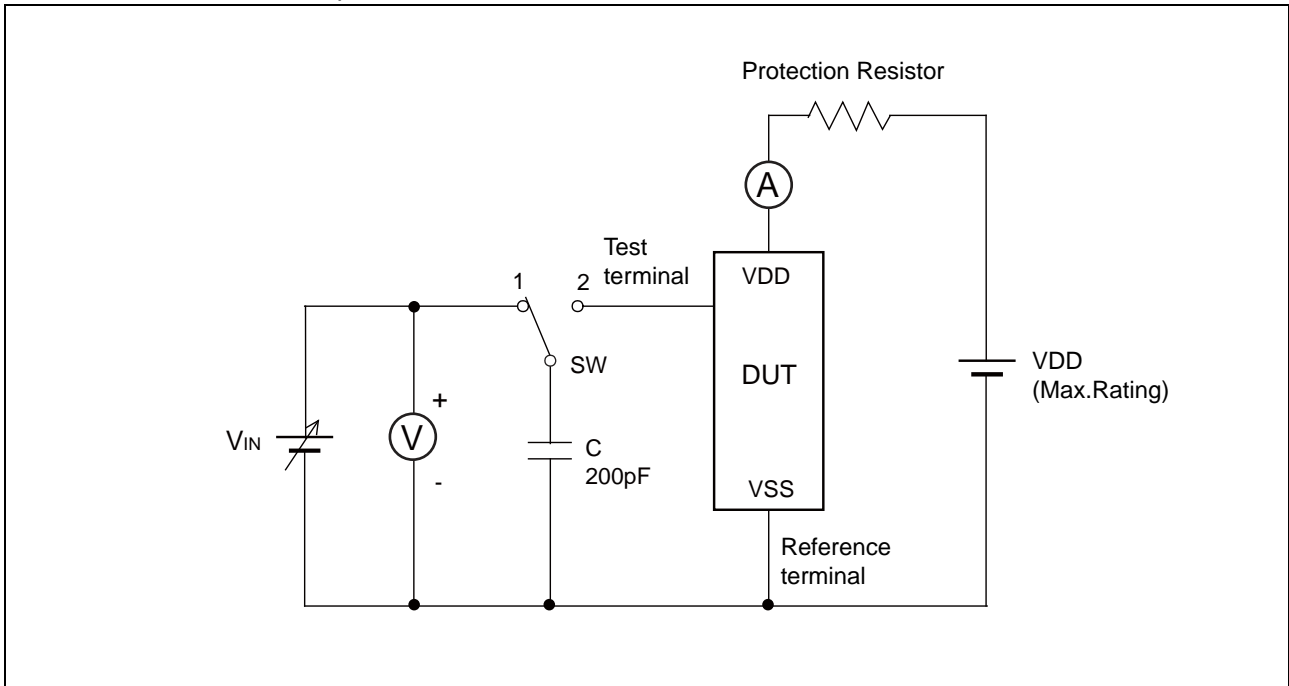 Protection Resistor
A
Test
terminal
1
2
VDD
SW
DUT
VDD
(Max.Rating)
+
VIN
V
C
200pF
-
VSS
Reference
terminal